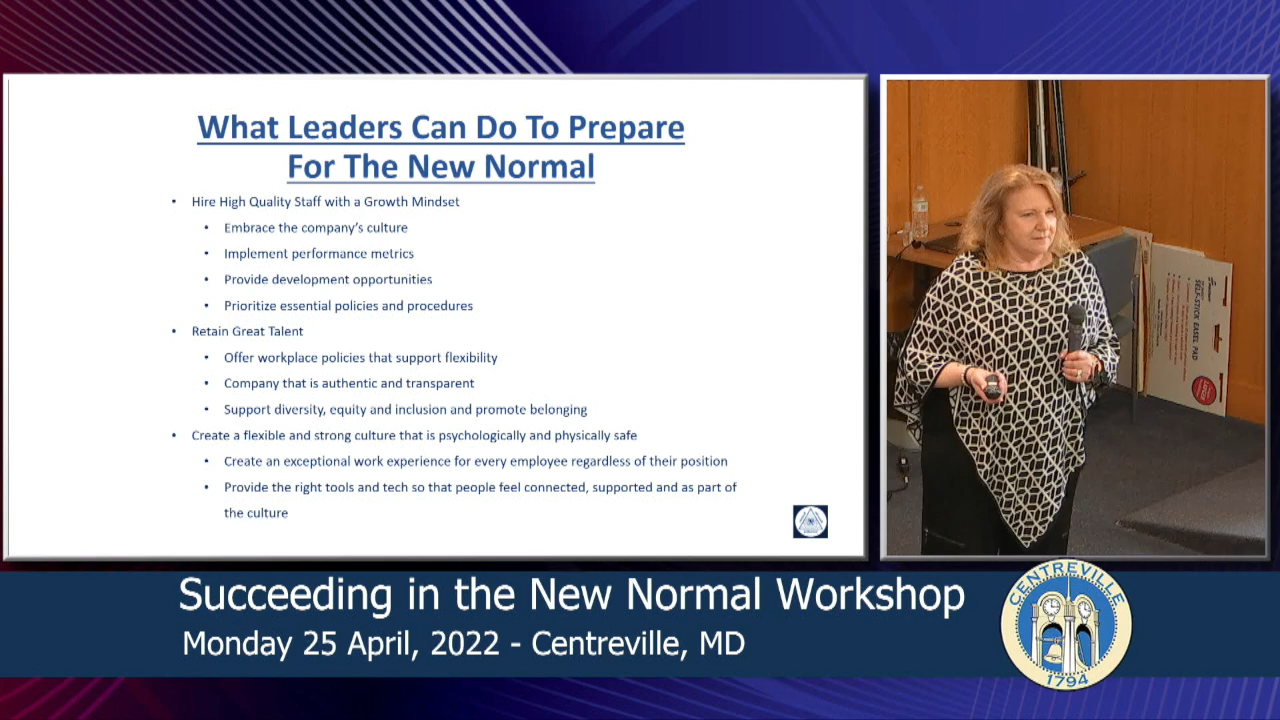 What Leaders Can Do To Prepare
For The New Normal
• Hire High Quality Staff with a Growth Mindset
• Embrace the company's culture
• Implement performance metrics
• Provide development opportunities
• Prioritize essential policies and procedures
• Retain Great Talent
• Offer workplace policies that support flexibility
• Company that is authentic and transparent
• Support diversity, equity and inclusion and promote belonging
• Create a flexible and strong culture that is psychologically and physically safe
• Create an exceptional work experience for every employee regardless of their position
• Provide the right tools and tech so that people feel connected, supported and as part of
the culture
SELF-STICK EASEL PAD
Succeeding in the New Normal Workshop
Monday 25 April, 2022 - Centreville, MD
CENTREVILLE
1794